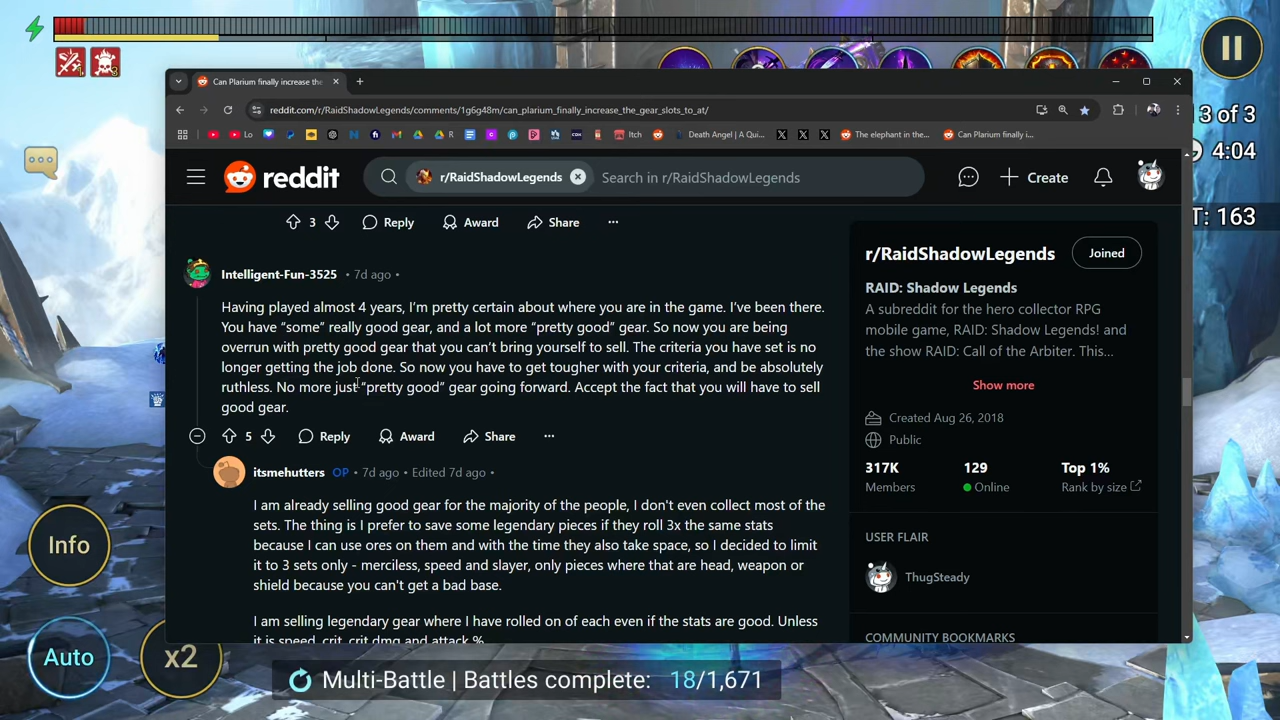 Can Plarium finally increase the
reddit.com/r/RaidShadowLegends/comments/1g6g48m/can_plarium_finally_increase_the_gear_slots_to_at/
Lo
R
Itch
Death Angel | A Qui...
The elephant in the...
Can Plarium finally i...
3 of 3
4:04
T: 163
reddit
r/RaidShadowLegends
Search in r/RaidShadowLegends
Create
3
Reply
Award
Share
Intelligent-Fun-3525 • 7d ago •
Having played almost 4 years, I'm pretty certain about where you are in the game. I've been there.
You have “some” really good gear, and a lot more “pretty good” gear. So now you are being
overrun with pretty good gear that you can't bring yourself to sell. The criteria you have set is no
longer getting the job done. So now you have to get tougher with your criteria, and be absolutely
ruthless. No more just “pretty good” gear going forward. Accept the fact that you will have to sell
good gear.
5
Reply
Award
Share
itsmehutters OP • 7d ago • Edited 7d ago •
I am already selling good gear for the majority of the people, I don't even collect most of the
sets. The thing is I prefer to save some legendary pieces if they roll 3x the same stats
because I can use ores on them and with the time they also take space, so I decided to limit
it to 3 sets only - merciless, speed and slayer, only pieces where that are head, weapon or
shield because you can't get a bad base.
I am selling legendary gear where I have rolled on of each even if the stats are good. Unless
it is speed, crit, crit dmg and attack %
r/RaidShadowLegends
Joined
RAID: Shadow Legends
A subreddit for the hero collector RPG
mobile game, RAID: Shadow Legends! and
the show RAID: Call of the Arbiter. This...
Show more
Created Aug 26, 2018
Public
317K
Members
129
Online
Top 1%
Rank by size
USER FLAIR
ThugSteady
COMMUNITY BOOKMARKS
Info
Auto
x2
Multi-Battle | Battles complete: 18/1,671